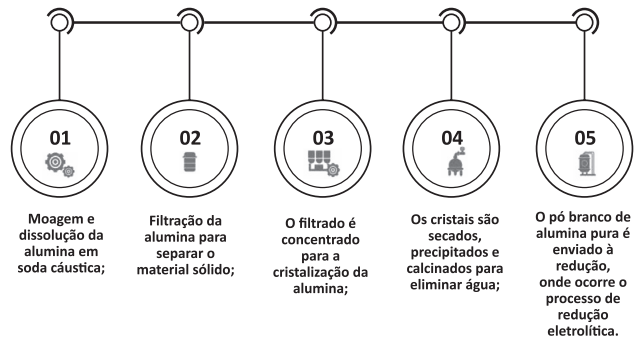 01
Moagem e
dissolução da
alumina em
soda cáustica;
02
Filtração da
alumina para
separar o
material sólido;
03
O filtrado é
concentrado
para a
cristalização da
alumina;
04
Os cristais são
secados,
precipitados e
calcinados para
eliminar água;
05
O pó branco de
alumina pura é
enviado à
redução,
onde ocorre o
processo de
redução
eletrolítica.